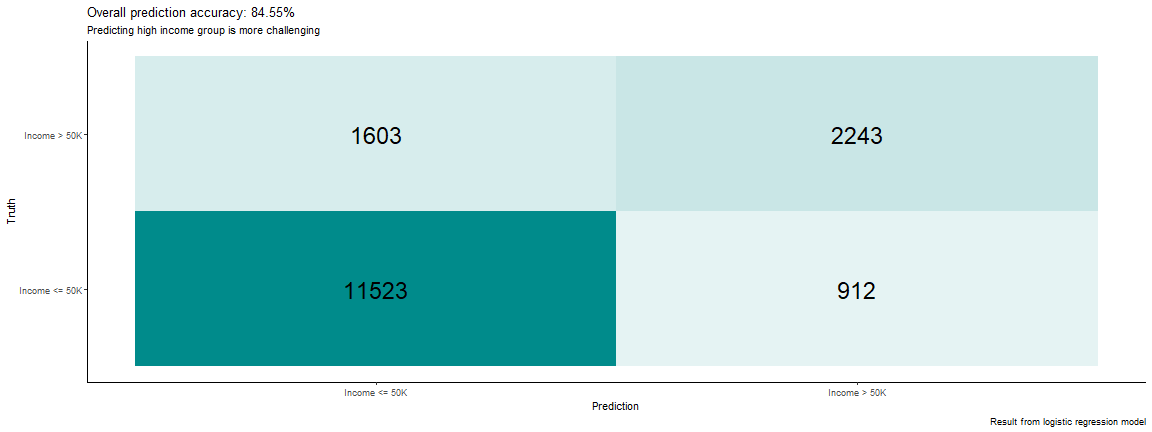 Overall prediction accuracy: 84.55%
Predicting high income group is more challenging
Truth
Income > 50K
1603
2243
Income <= 50K
11523
912
Income <= 50K
Income > 50K
Prediction
Result from logistic regression model